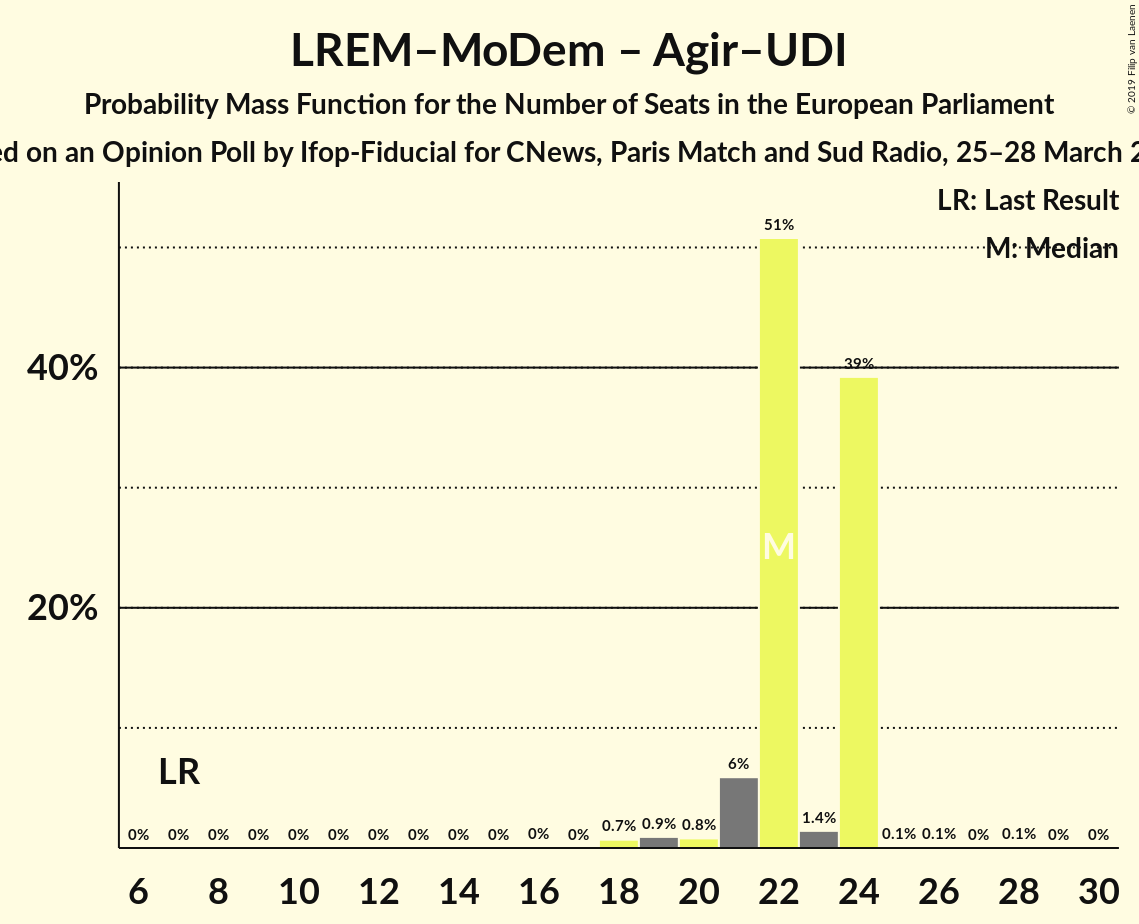 LREM–MoDem – Agir–UDI
Probability Mass Function for the Number of Seats in the European Parliament
on an Opinion Poll by Ifop-Fiducial for CNews, Paris Match and Sud Radio, 25–28 March
© 2019 Filip van Laenen
LR: Last Result
M: Median
51%
40%
39%
M
20%
LR
6%
0% 0% 0% 0% 0% 0% 0% 0% 0% 0% 0% 0% 0.7% 0.9% 0.8% 1.4% 0.1% 0.1% 0% 0.1% 0% 0%
6 8 10 12 14 16 18 20 22 24 26 28 30